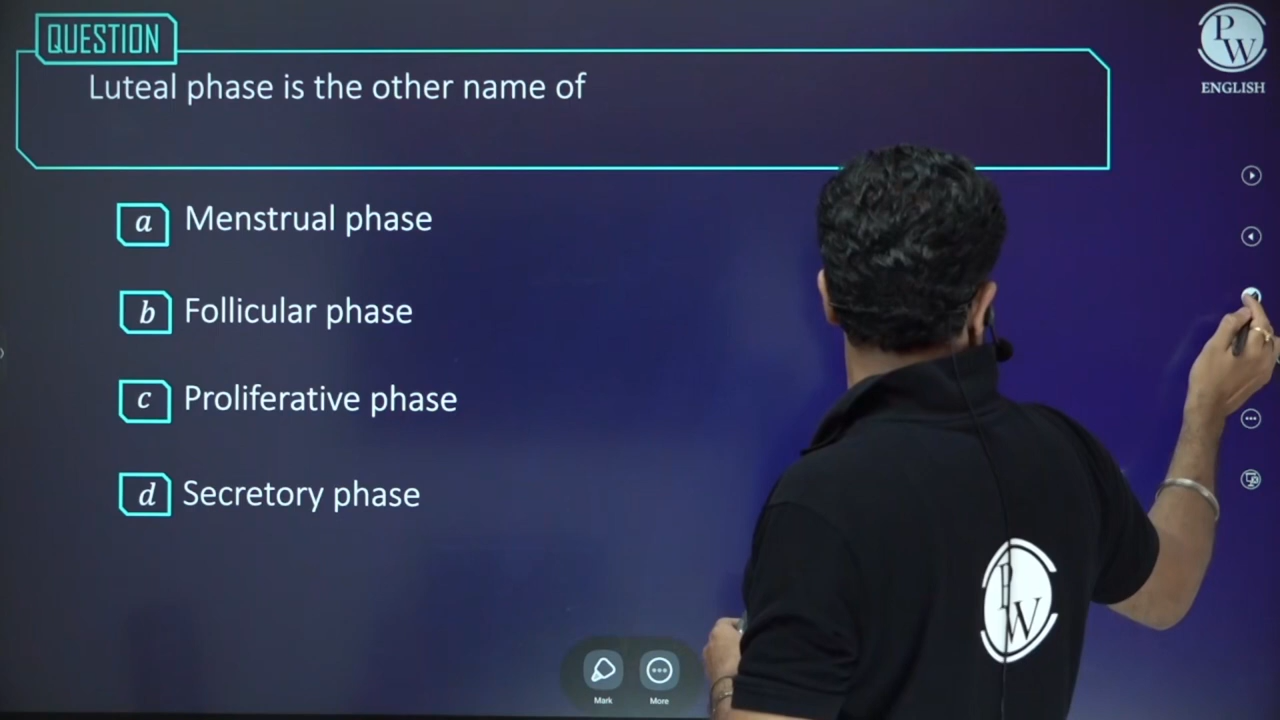 QUESTION
Luteal phase is the other name of
a Menstrual phase
b Follicular phase
c Proliferative phase
d Secretory phase
PW
ENGLISH
PW
Mark
More